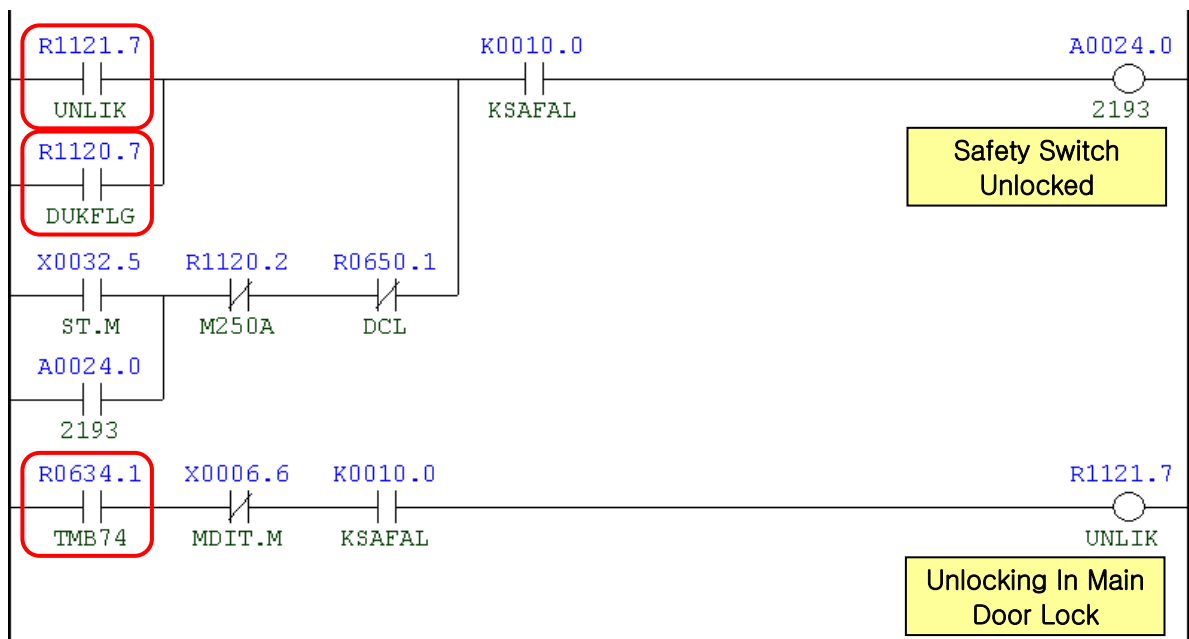 R1121.7 K0010.0 A0024.0
UNLIK KSAFAL 2193
Safety Switch
Unlocked
R1120.7
DUKFLG
X0032.5 R1120.2 R0650.1
ST.M M250A DCL
A0024.0
2193
R0634.1 X0006.6 K0010.0 R1121.7
TMB74 MDIT.M KSAFAL UNLIK
Unlocking In Main
Door Lock